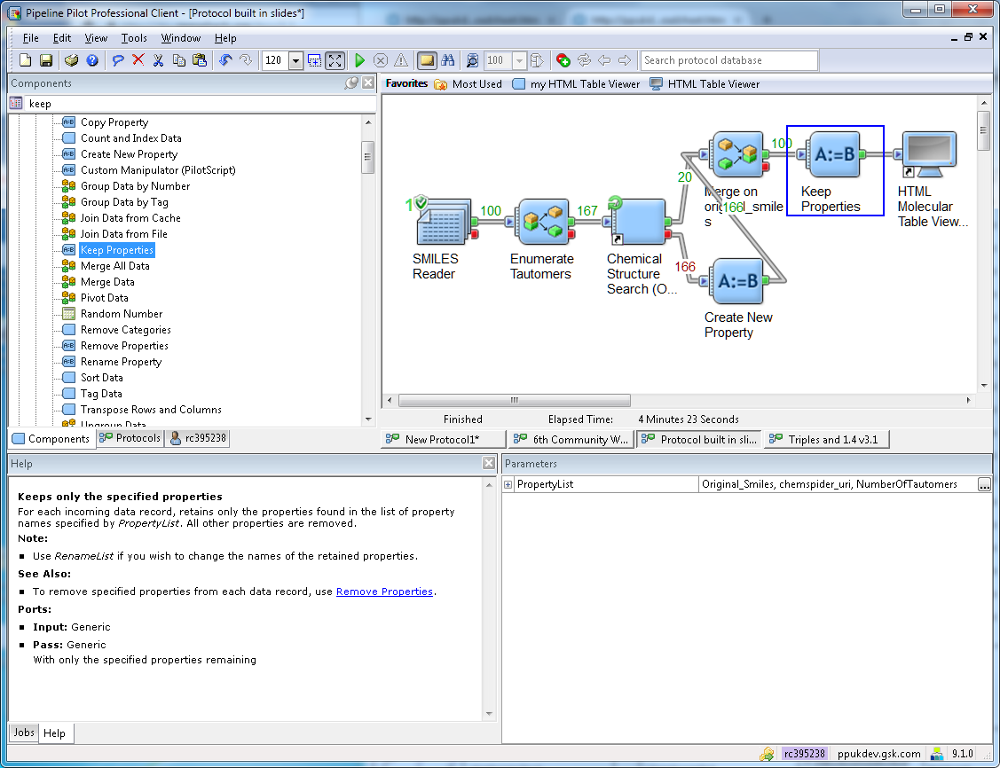 Pipeline Pilot Professional Client - [Protocol built in slides*]
File Edit View Tools Window Help
120 100 Search protocol database
Components
keep
Copy Property
Count and Index Data
Create New Property
Custom Manipulator (PilotScript)
Group Data by Number
Group Data by Tag
Join Data from Cache
Join Data from File
Keep Properties
Merge All Data
Merge Data
Pivot Data
Random Number
Remove Categories
Remove Properties
Rename Property
Sort Data
Tag Data
Transpose Rows and Columns
Ungroup Data
Components Protocols rc395238
Favorites Most Used my HTML Table Viewer HTML Table Viewer
1
SMILES
Reader
100
Enumerate
Tautomers
167
Chemical
Structure
Search (O...
20
166
Merge on
s
166
100
A:=B
Keep
Properties
HTML
Molecular
Table View...
A:=B
Create New
Property
Finished Elapsed Time: 4 Minutes 23 Seconds
New Protocol1* 6th Community W... Protocol built in sli... Triples and 1.4 v3.1
Help
Keeps only the specified properties
For each incoming data record, retains only the properties found in the list of property
names specified by PropertyList. All other properties are removed.
Note:
Use RenameList if you wish to change the names of the retained properties.
See Also:
To remove specified properties from each data record, use Remove Properties.
Ports:
Input: Generic
Pass: Generic
With only the specified properties remaining
Jobs Help
Parameters
PropertyList Original_Smiles, chemspider_uri, NumberOfTautomers ...
rc395238 ppukdev.gsk.com 9.1.0